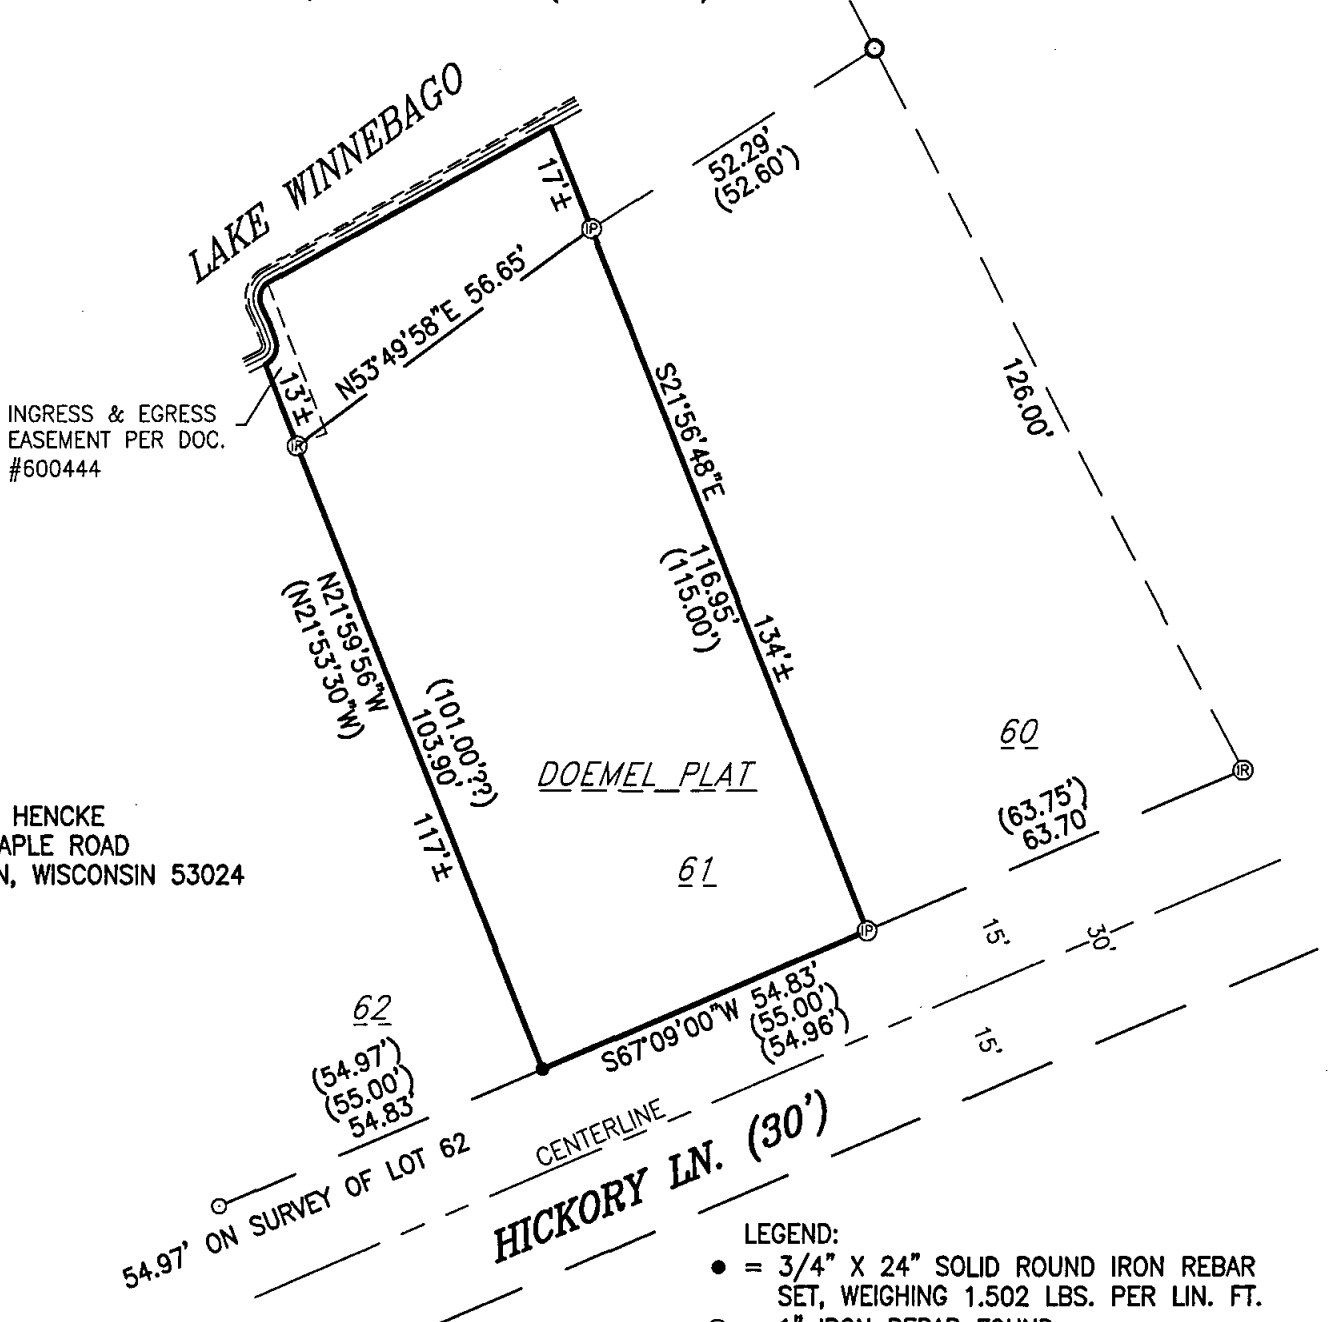 LAKE WINNEBAGO
17'±
52.29'
(52.60')
IP
N53°49'58"E 56.65'
13'±
IR
INGRESS & EGRESS
EASEMENT PER DOC.
#600444
S21°56'48"E
126.00'
116.95'
(115.00')
134'±
N21°59'56"W
(N21°53'30"W)
(101.00'??)
103.90'
117'±
DOEMEL PLAT
61
60
IR
(63.75')
63.70'
HENCKE
APLE ROAD
N, WISCONSIN 53024
IP
15'
30'
15'
S67°09'00"W 54.83'
(55.00')
(54.96')
62
(54.97')
(55.00')
54.83'
54.97' ON SURVEY OF LOT 62
CENTERLINE
HICKORY LN. (30')
LEGEND:
● = 3/4" X 24" SOLID ROUND IRON REBAR
SET, WEIGHING 1.502 LBS. PER LIN. FT.